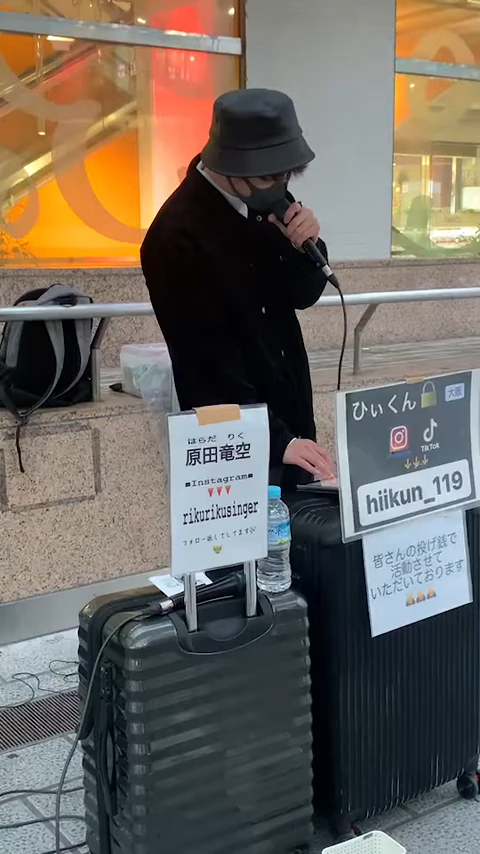 はらだ りく
原田竜空
Instagram
rikurikusinger
フォロー返ししてます
ひぃくん
大阪
TikTok
hiikun_119
皆さんの投げ銭で
活動させて
いただいております